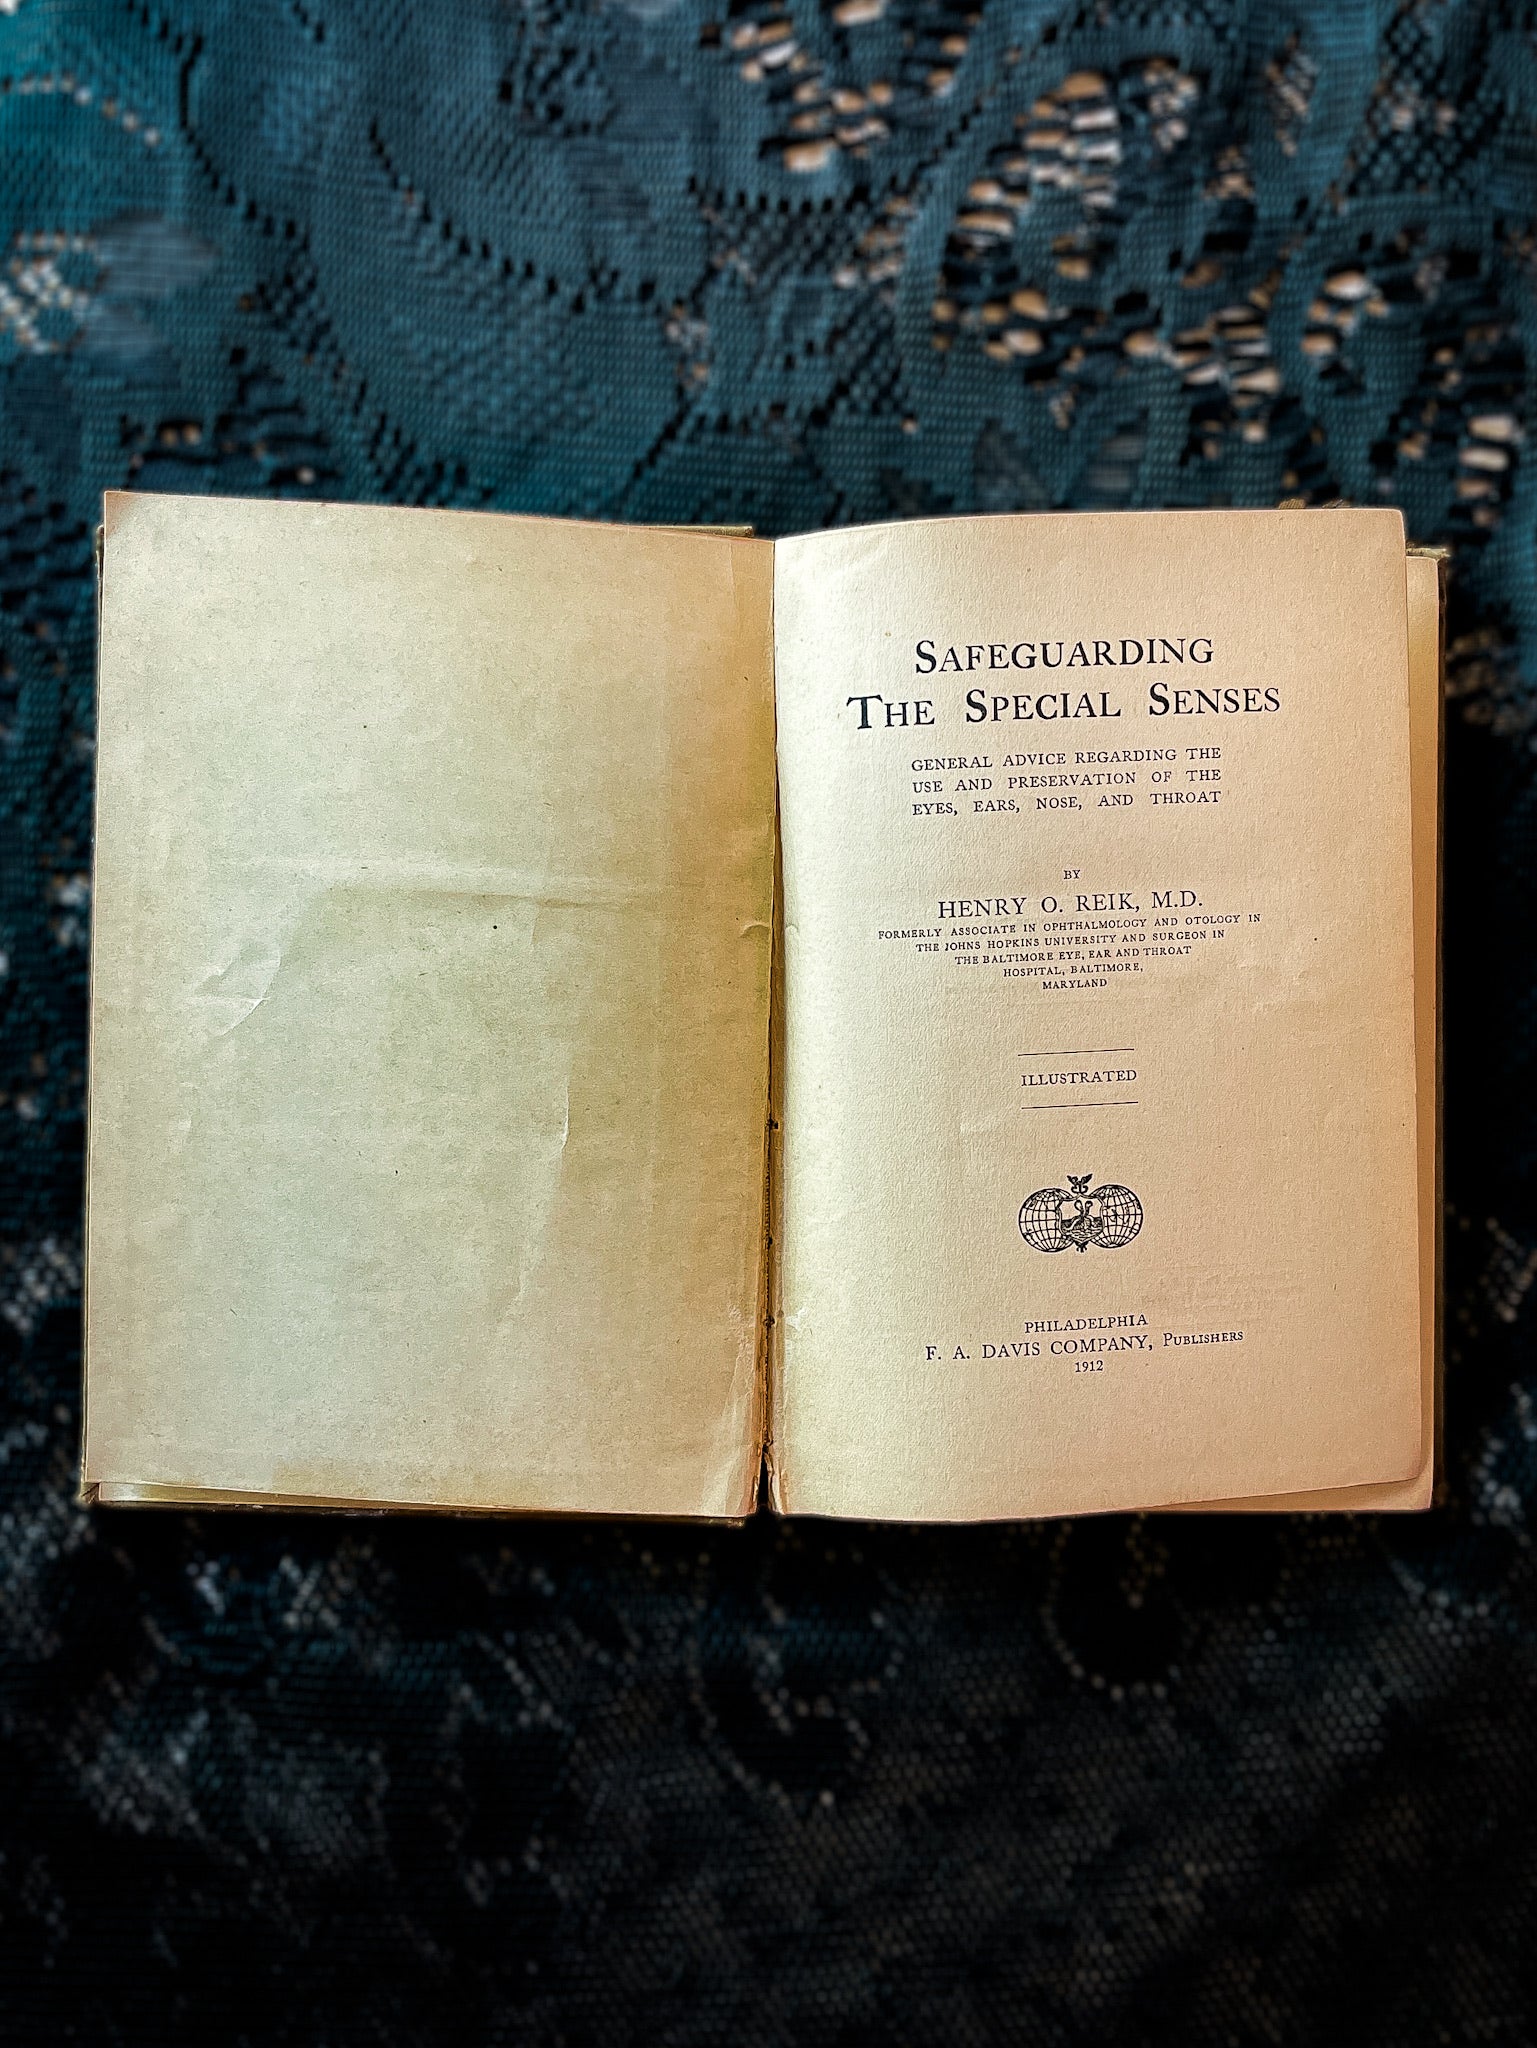 SAFEGUARDING
THE SPECIAL SENSES
GENERAL ADVICE REGARDING THE
USE AND PRESERVATION OF THE
EYES, EARS, NOSE, AND THROAT
BY
HENRY O. REIK, M.D.
FORMERLY ASSOCIATE IN OPHTHALMOLOGY AND OTOLOGY IN
THE JOHNS HOPKINS UNIVERSITY AND SURGEON IN
THE BALTIMORE EYE, EAR AND THROAT
HOSPITAL, BALTIMORE,
MARYLAND
ILLUSTRATED
PHILADELPHIA
F. A. DAVIS COMPANY, PUBLISHERS
1912